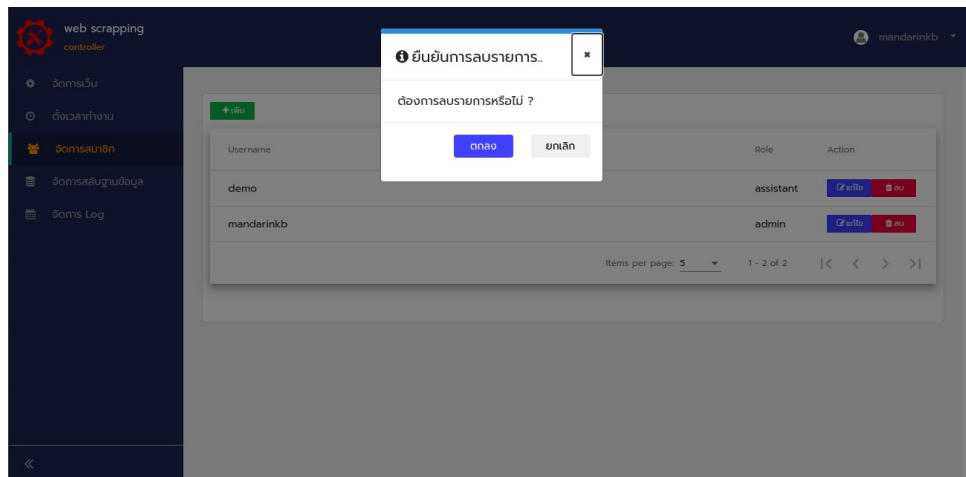 web scrapping
controller
mandarinkb
ยืนยันการลบรายการ..
ต้องการลบรายการหรือไม่ ?
ตกลง
ยกเลิก
จัดการเว็บ
ตั้งเวลาทำงาน
จัดการสมาชิก
จัดการสลับฐานข้อมูล
จัดการ Log
+ เพิ่ม
Username Role Action
demo assistant แก้ไข ลบ
mandarinkb admin แก้ไข ลบ
Items per page: 5 1 - 2 of 2